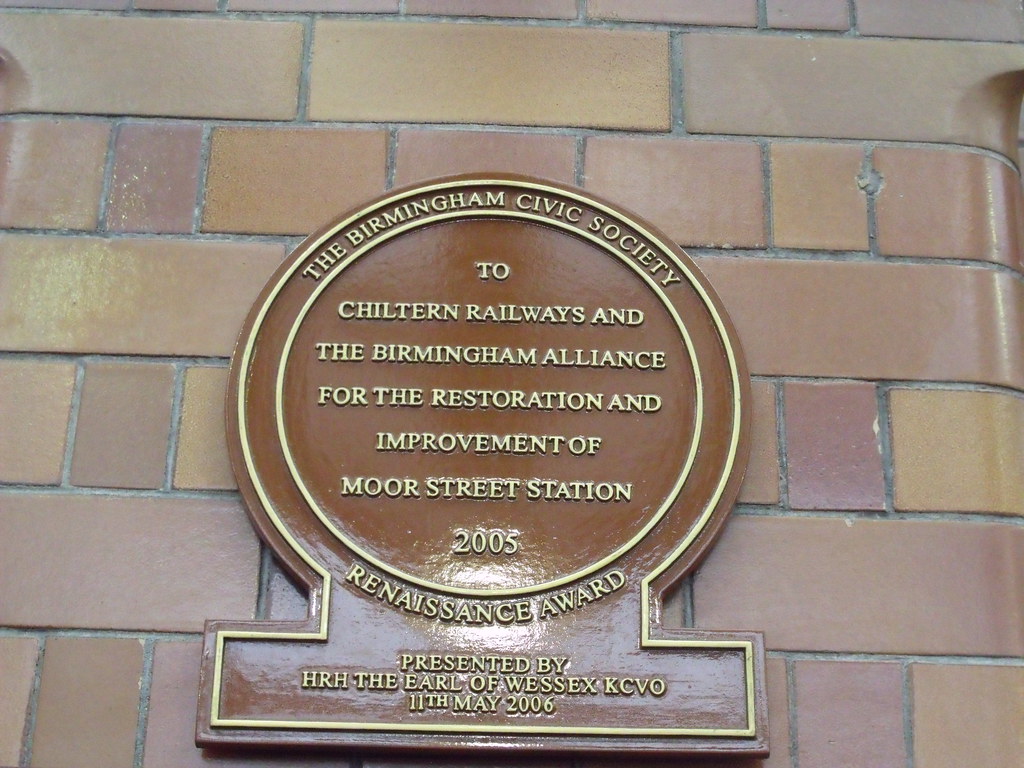 THE BIRMINGHAM CIVIC SOCIETY
TO
CHILTERN RAILWAYS AND
THE BIRMINGHAM ALLIANCE
FOR THE RESTORATION AND
IMPROVEMENT OF
MOOR STREET STATION
2005
RENAISSANCE AWARD
PRESENTED BY
HRH THE EARL OF WESSEX KCVO
11TH MAY 2006